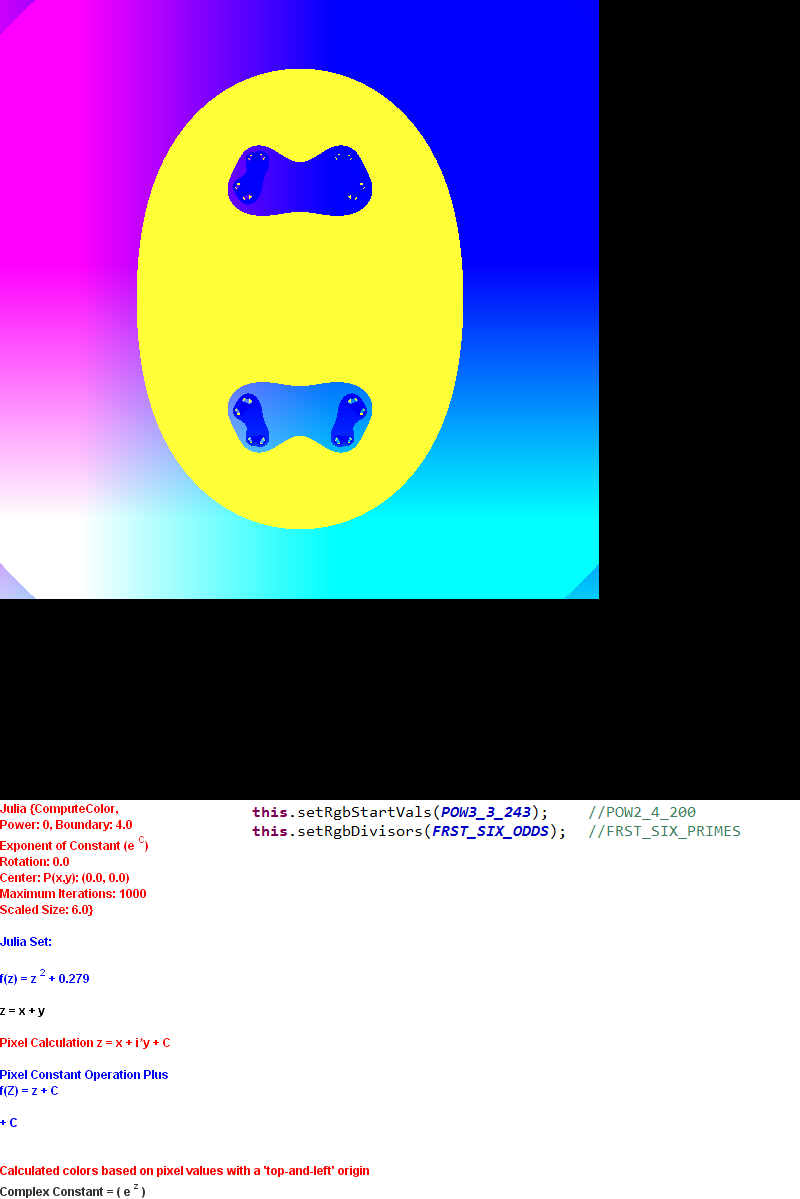 Julia {ComputeColor,
Power: 0, Boundary: 4.0
Exponent of Constant (e C)
Rotation: 0.0
Center: P(x,y): (0.0, 0.0)
Maximum Iterations: 1000
Scaled Size: 6.0}
Julia Set:
f(z) = z 2 + 0.279
z = x + y
Pixel Calculation z = x + i*y + C
Pixel Constant Operation Plus
f(Z) = z + C
+ C
Calculated colors based on pixel values with a 'top-and-left' origin
Complex Constant = ( e z )
this.setRgbStartVals(POW3_3_243); //POW2_4_200
this.setRgbDivisors(FRST_SIX_ODDS); //FRST_SIX_PRIMES